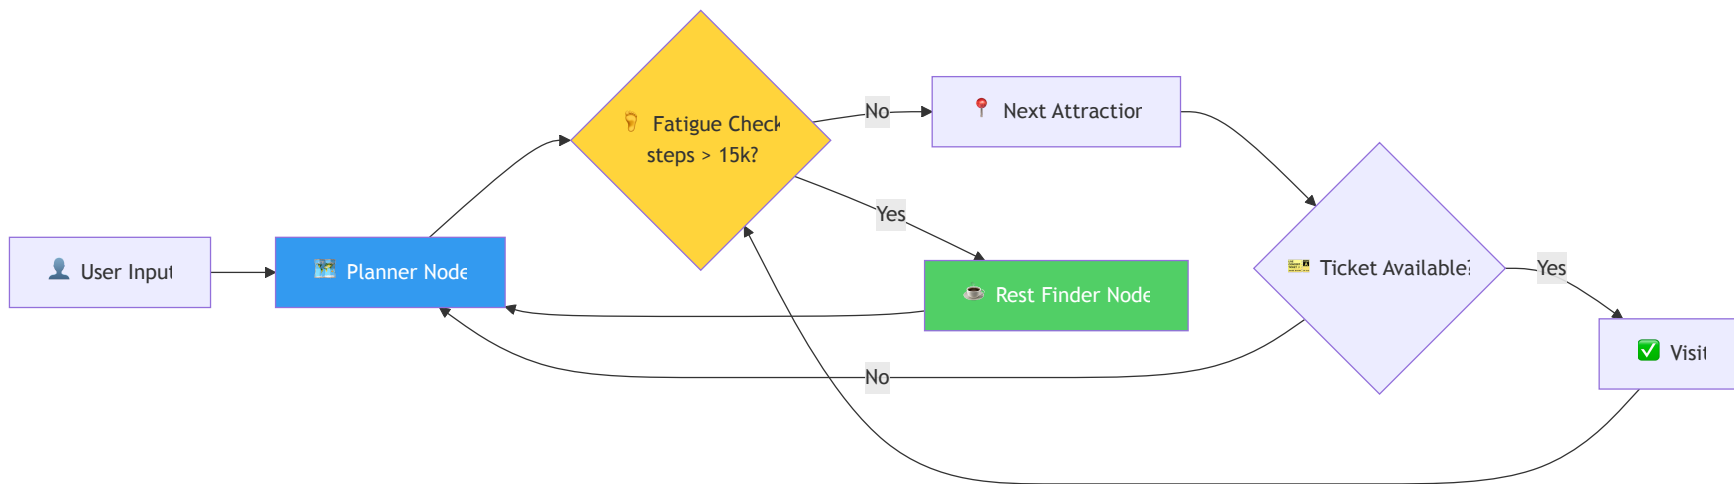 👤 User Input
🗺️ Planner Node
🦶 Fatigue Check
steps > 15k?
No
📍 Next Attraction
Yes
☕ Rest Finder Node
No
🎫 Ticket Available?
Yes
✅ Visit